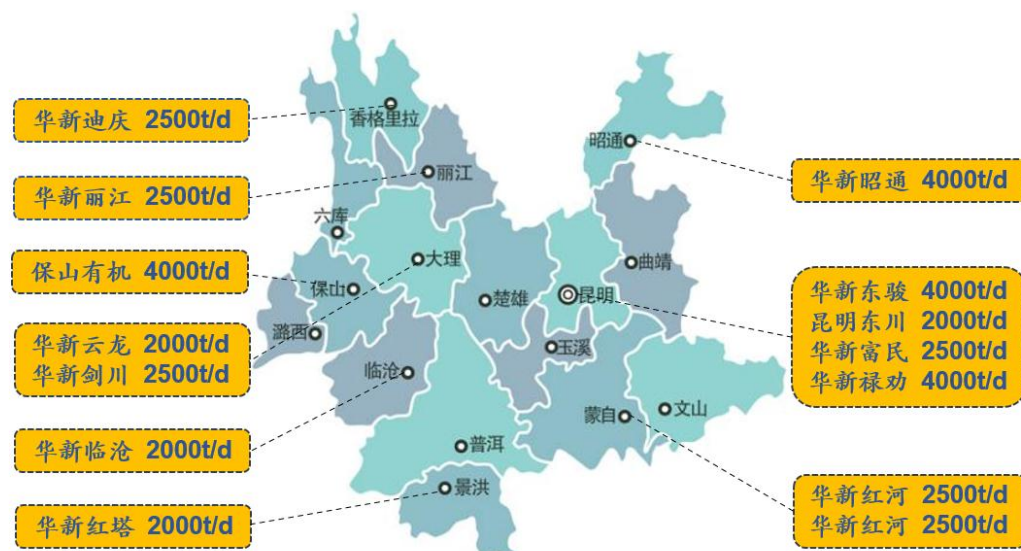 华新迪庆 2500t/d
华新丽江 2500t/d
保山有机 4000t/d
华新云龙 2000t/d
华新剑川 2500t/d
华新临沧 2000t/d
华新红塔 2000t/d
香格里拉
丽江
六库
大理
保山
潞西
临沧
楚雄
昆明
昭通
曲靖
玉溪
蒙自
文山
普洱
景洪
华新昭通 4000t/d
华新东骏 4000t/d
昆明东川 2000t/d
华新富民 2500t/d
华新禄劝 4000t/d
华新红河 2500t/d
华新红河 2500t/d